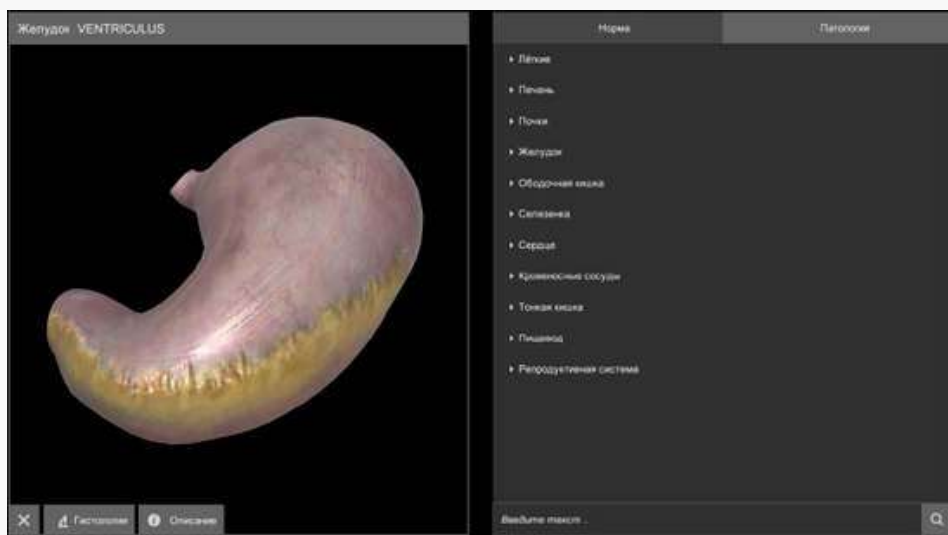 Желудок VENTRICULUS
Норма
Патология
Лёгкие
Печень
Почки
Желудок
Ободочная кишка
Селезенка
Сердце
Кровеносные сосуды
Тонкая кишка
Пищевод
Репродуктивная система
Гистология
Описание
Введите текст .